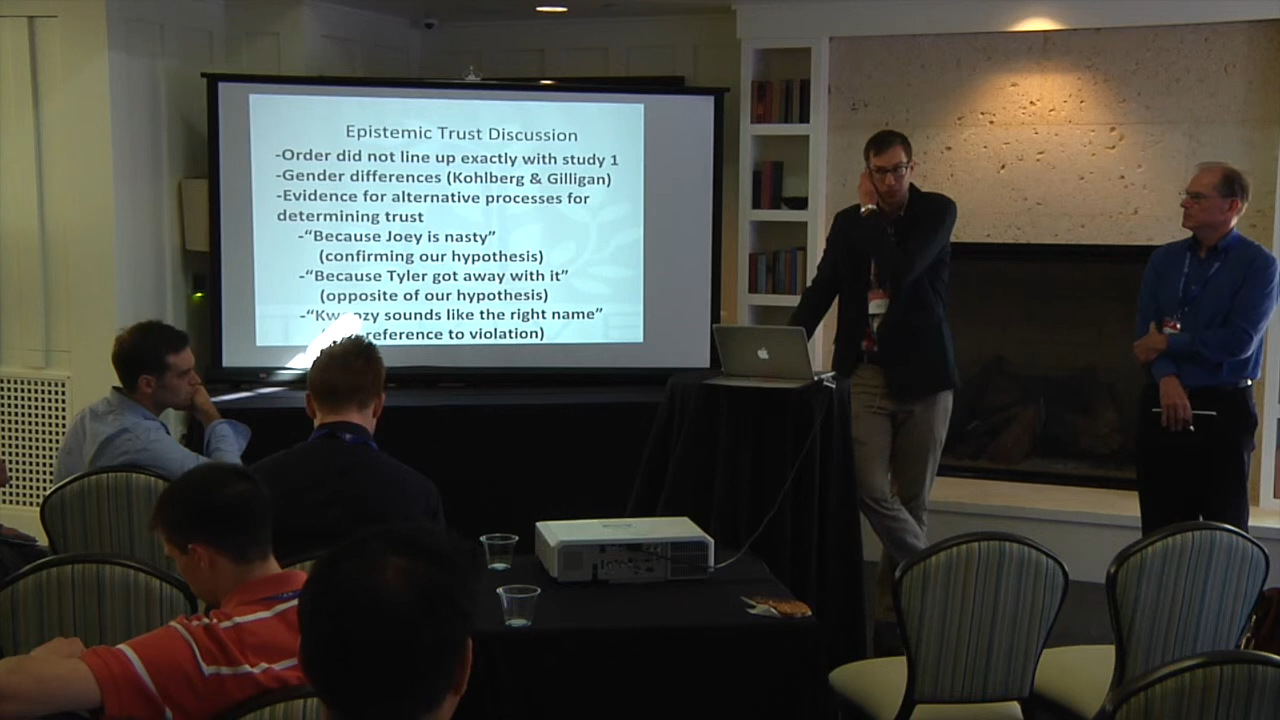 Epistemic Trust Discussion
-Order did not line up exactly with study 1
-Gender differences (Kohlberg & Gilligan)
-Evidence for alternative processes for
determining trust
-“Because Joey is nasty”
(confirming our hypothesis)
-“Because Tyler got away with it”
(opposite of our hypothesis)
-“ sounds like the right name”
reference to violation)